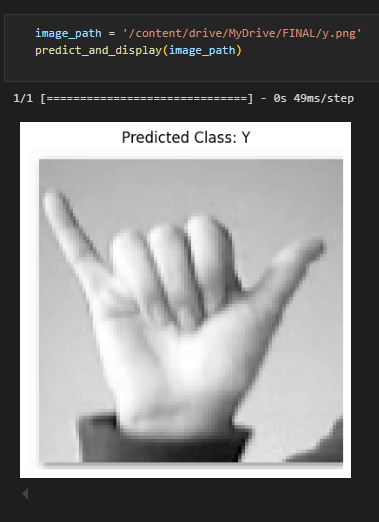 image_path = '/content/drive/MyDrive/FINAL/y.png'
predict_and_display(image_path)
1/1 [==============================] - 0s 49ms/step
Predicted Class: Y